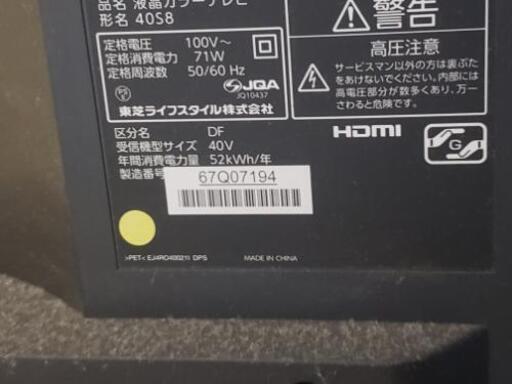 品 名 液晶カラーテレビ
形 名 40S8
定格電圧 100V～
定格消費電力 71W
定格周波数 50/60 Hz
JQA
JQ10437
東芝ライフスタイル株式会社
区分名 DF
受信機型サイズ 40V
年間消費電力量 52kWh/年
製造番号
67Q07194
>PET< EJ4RO400211 DPS
MADE IN CHINA
警告
高圧注意
サービスマン以外の方は裏ぶた
をあけないでください。内部には
高電圧部分が数多くあり、万一
さわると危険です。
HDMI
G